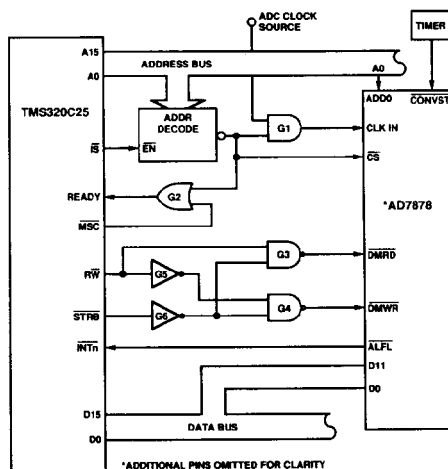 ADC CLOCK
SOURCE
TIMER
A15
A0
ADDRESS BUS
A0
ADD0
CONVST
TMS320C25
ADDR
DECODE
G1
CLK IN
IS
EN
CS
READY
G2
*AD7878
MSC
G3
DMRD
RW
G5
G4
DMWR
STRB
G6
INTn
ALFL
D11
D0
D15
DATA BUS
D0
*ADDITIONAL PINS OMITTED FOR CLARITY